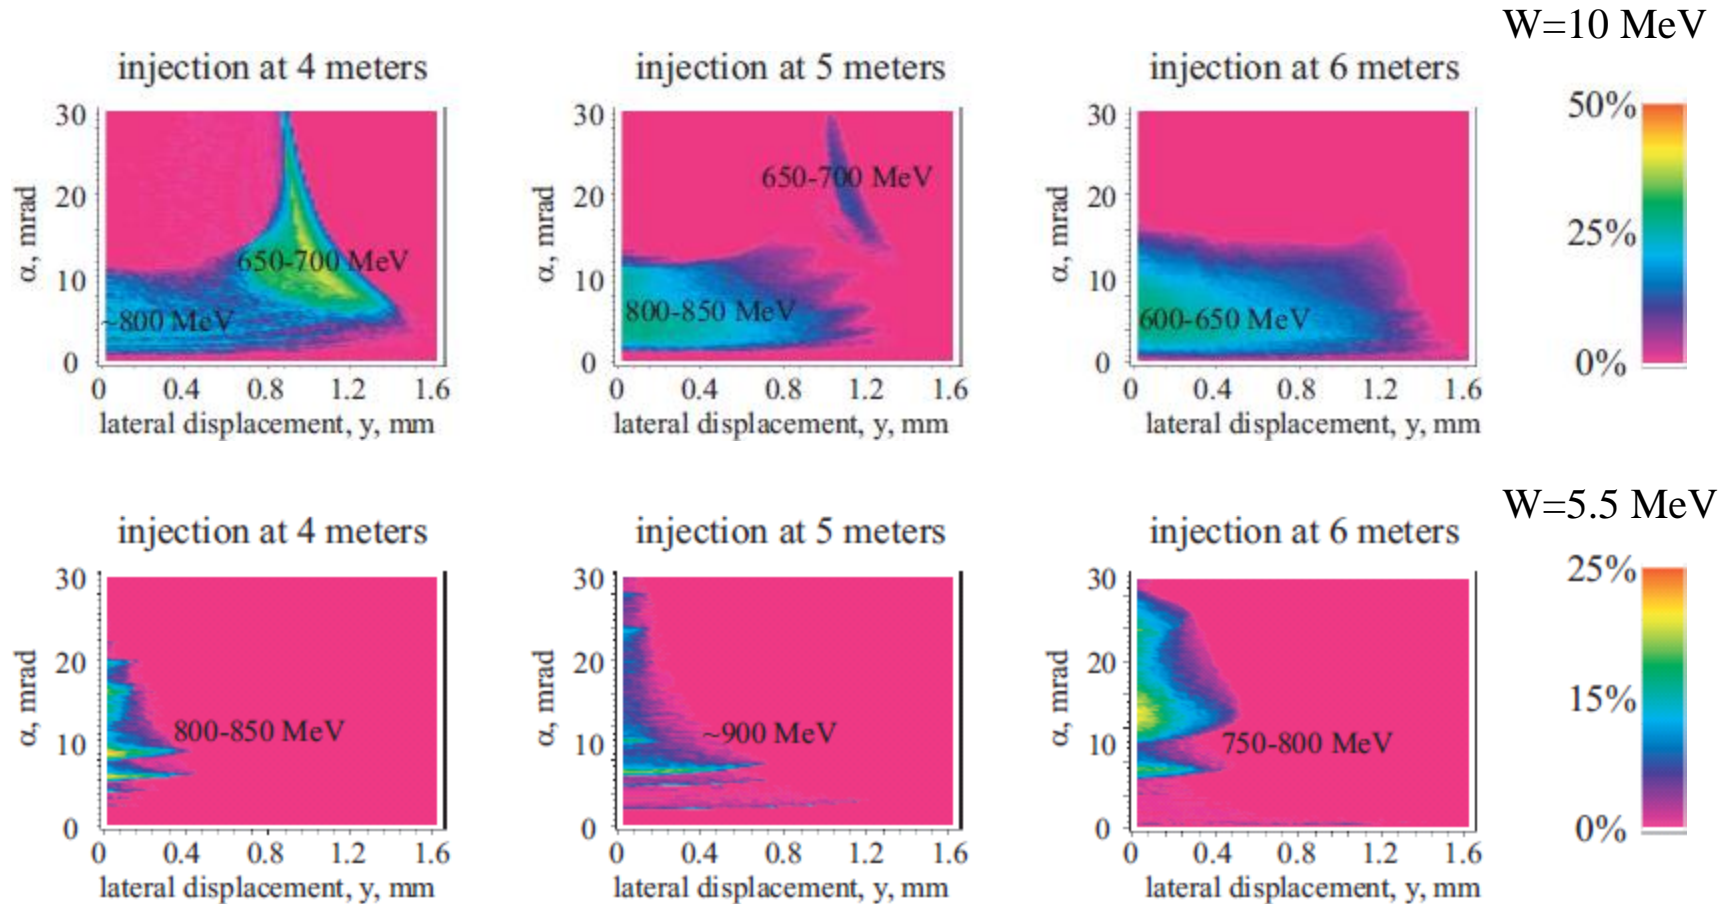 W=10 MeV
injection at 4 meters
injection at 5 meters
injection at 6 meters
30
20
10
0
α, mrad
650-700 MeV
~800 MeV
0 0.4 0.8 1.2 1.6
lateral displacement, y, mm
30
20
10
0
α, mrad
650-700 MeV
800-850 MeV
0 0.4 0.8 1.2 1.6
lateral displacement, y, mm
30
20
10
0
α, mrad
600-650 MeV
0 0.4 0.8 1.2 1.6
lateral displacement, y, mm
50%
25%
0%
W=5.5 MeV
injection at 4 meters
injection at 5 meters
injection at 6 meters
30
20
10
0
α, mrad
800-850 MeV
0 0.4 0.8 1.2 1.6
lateral displacement, y, mm
30
20
10
0
α, mrad
~900 MeV
0 0.4 0.8 1.2 1.6
lateral displacement, y, mm
30
20
10
0
α, mrad
750-800 MeV
0 0.4 0.8 1.2 1.6
lateral displacement, y, mm
25%
15%
0%